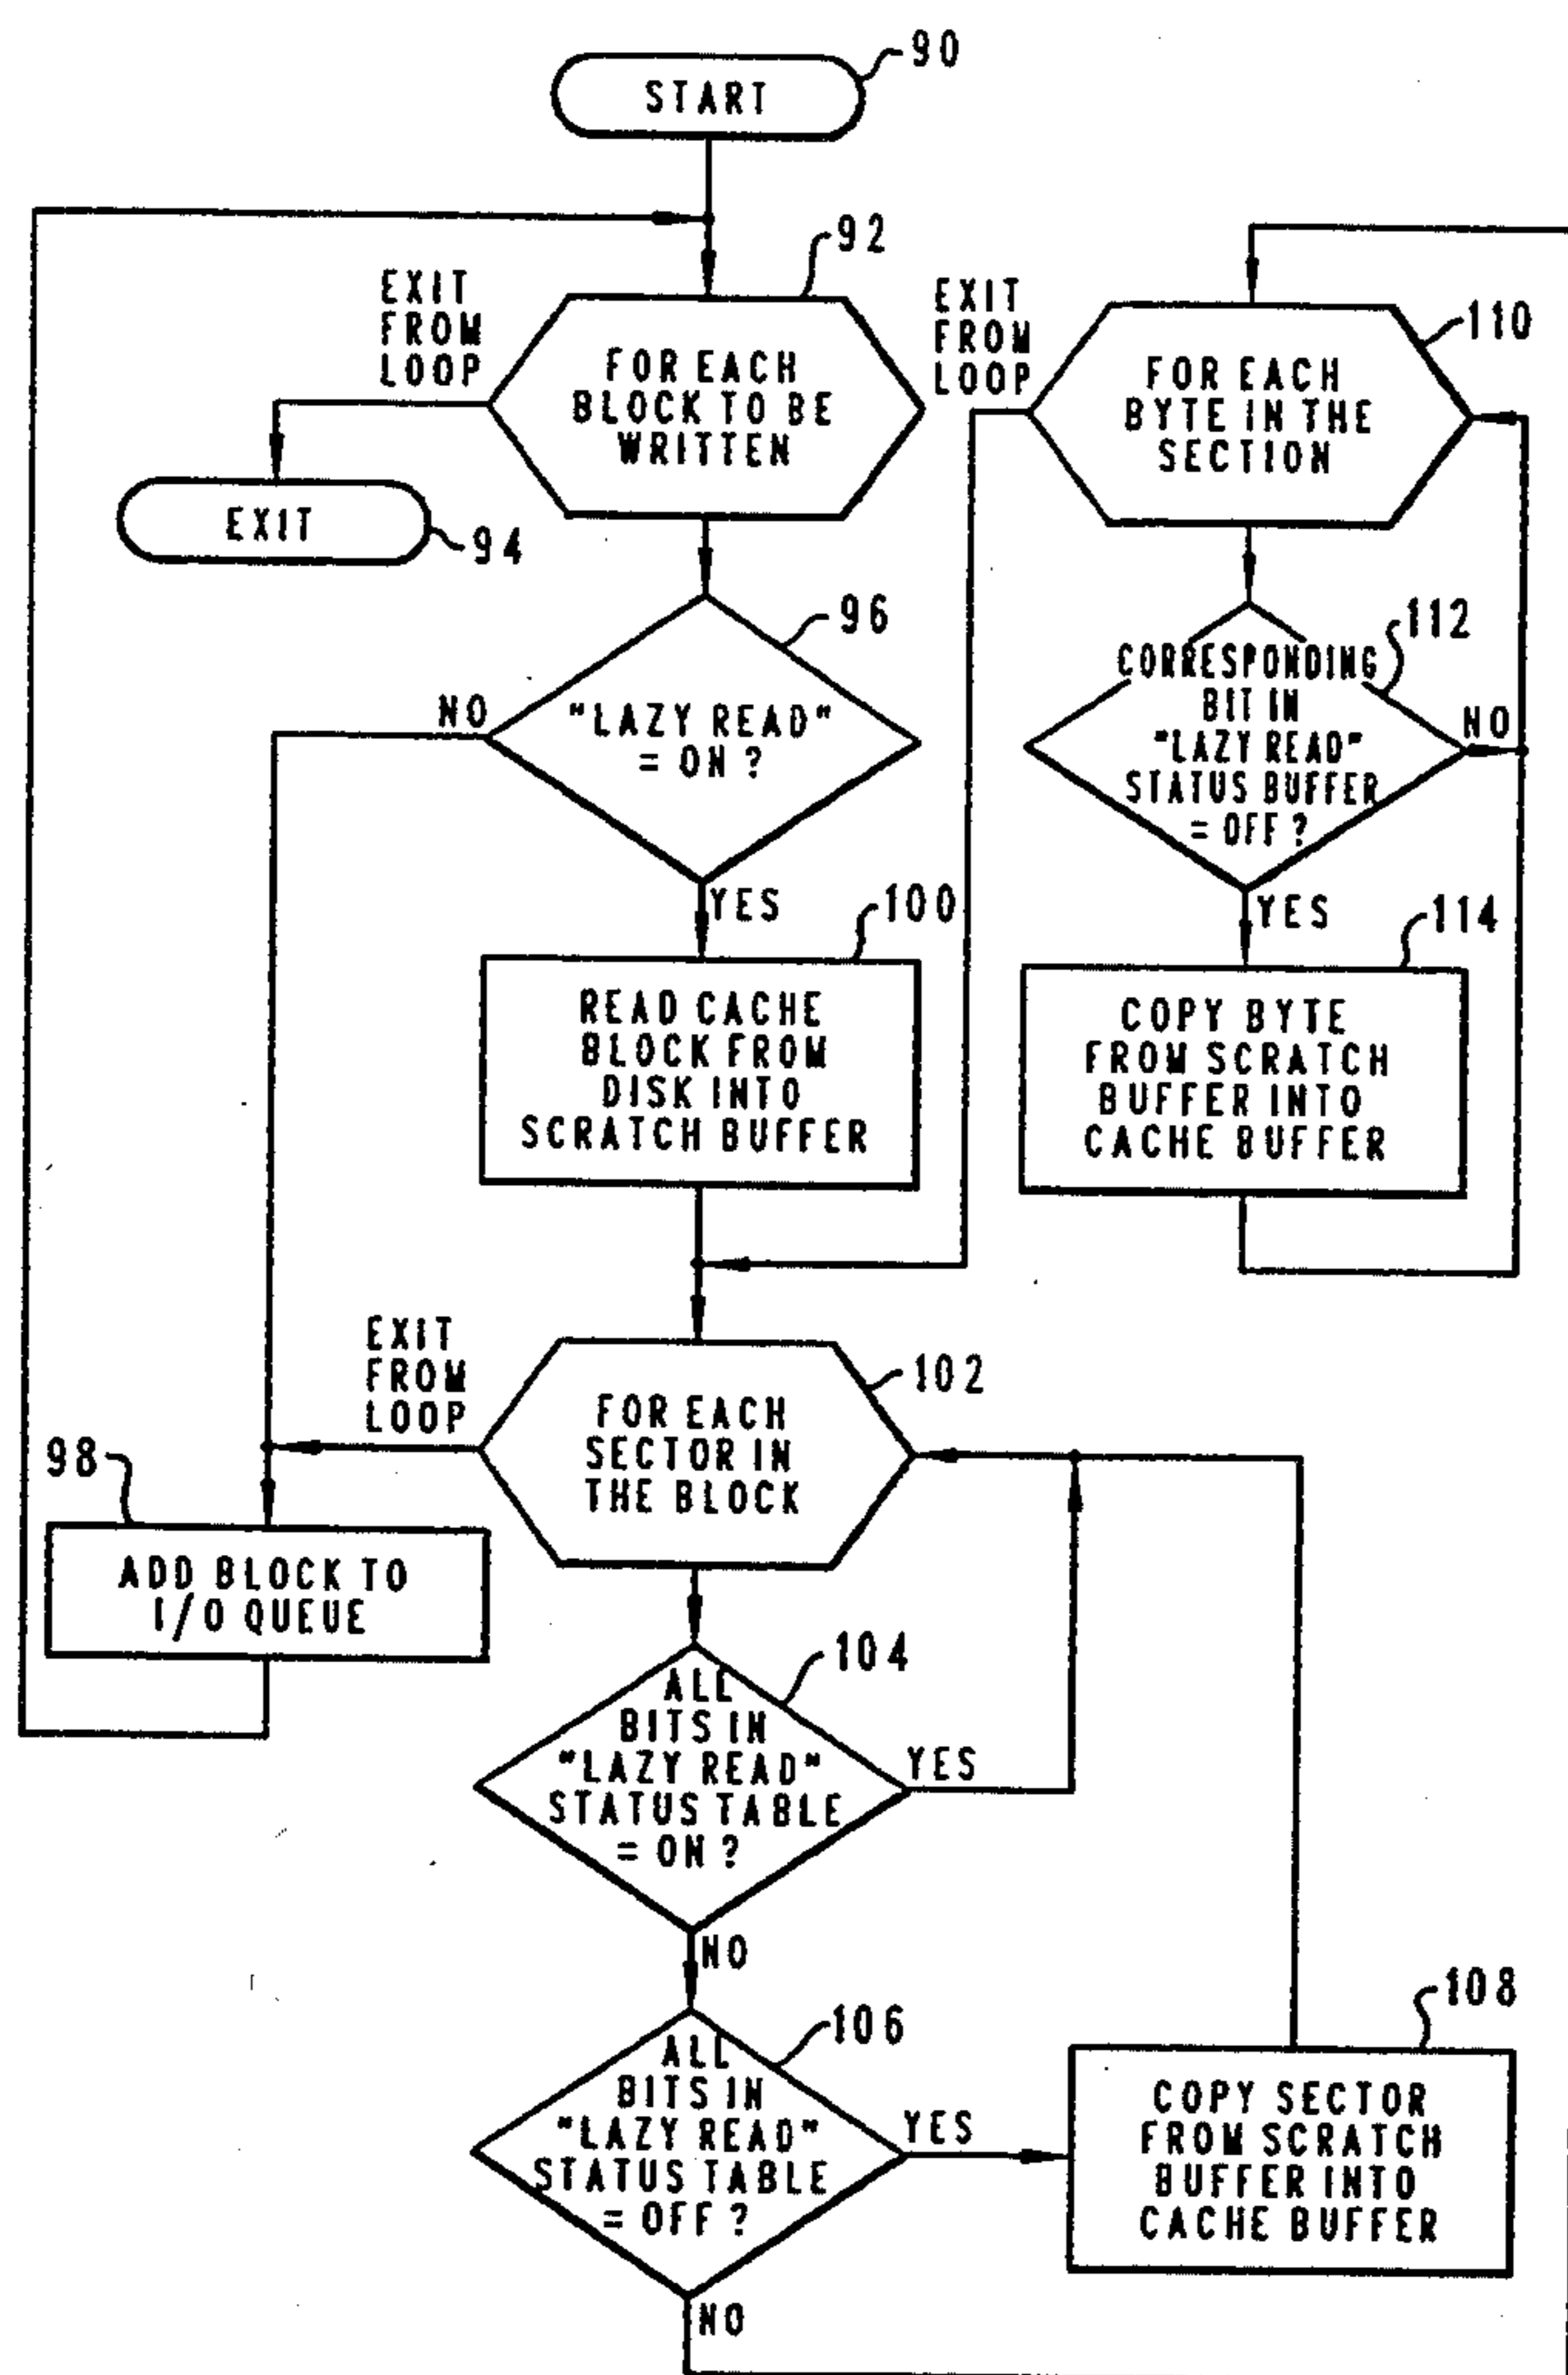 90
START
92
EXIT
FROM
LOOP
FOR EACH
BLOCK TO BE
WRITTEN
EXIT
94
96
"LAZY READ"
= ON ?
NO
YES
100
READ CACHE
BLOCK FROM
DISK INTO
SCRATCH BUFFER
EXIT
FROM
LOOP
110
FOR EACH
BYTE IN THE
SECTION
112
CORRESPONDING
BIT IN
"LAZY READ"
STATUS BUFFER
= OFF ?
NO
YES
114
COPY BYTE
FROM SCRATCH
BUFFER INTO
CACHE BUFFER
EXIT
FROM
LOOP
102
FOR EACH
SECTOR IN
THE BLOCK
98
ADD BLOCK TO
I/O QUEUE
104
ALL
BITS IN
"LAZY READ"
STATUS TABLE
= ON ?
YES
NO
106
ALL
BITS IN
"LAZY READ"
STATUS TABLE
= OFF ?
YES
NO
108
COPY SECTOR
FROM SCRATCH
BUFFER INTO
CACHE BUFFER